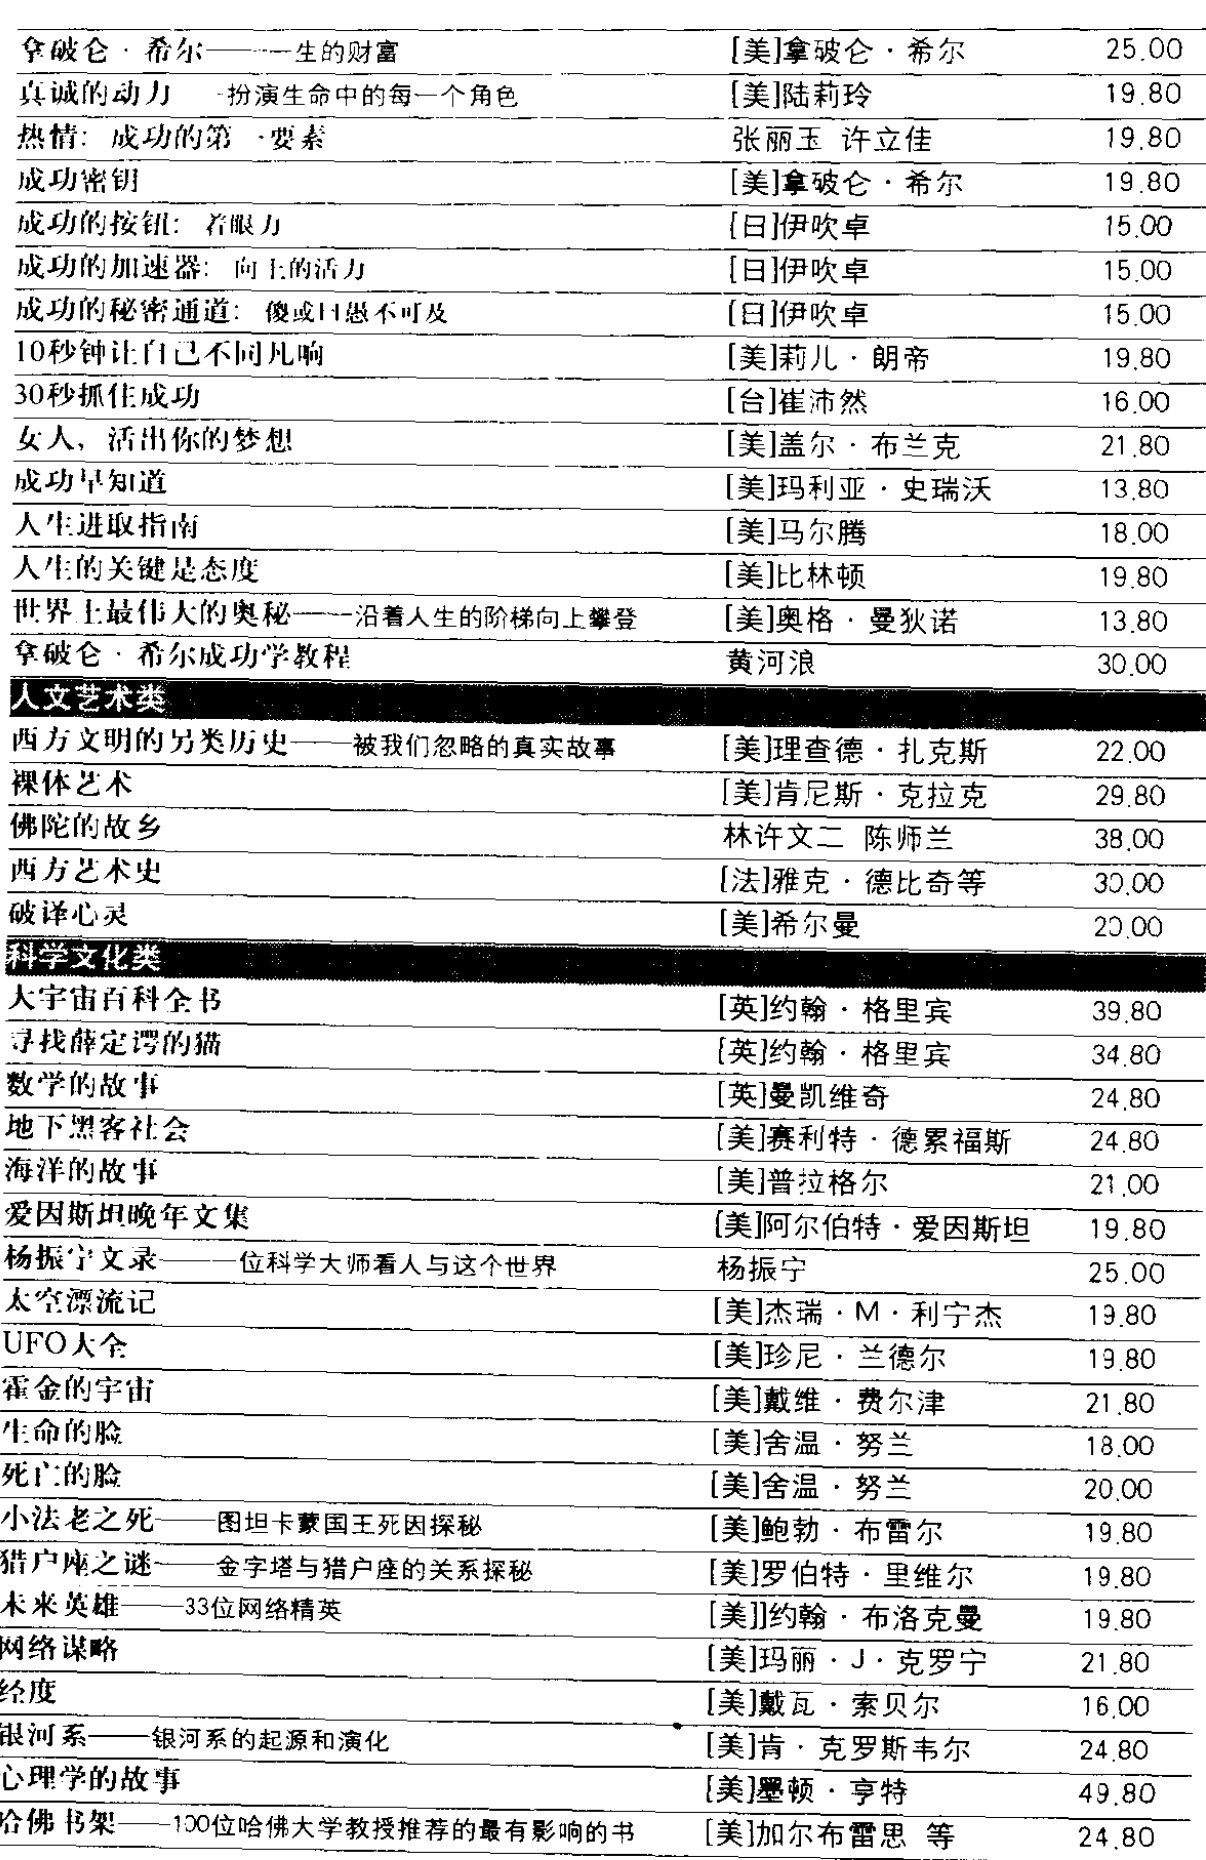 拿破仑·希尔———一生的财富 [美]拿破仑·希尔 25.00
真诚的动力 -扮演生命中的每一个角色 [美]陆莉玲 19.80
热情：成功的第一要素 张丽玉 许立佳 19.80
成功密钥 [美]拿破仑·希尔 19.80
成功的按钮：着眼力 [日]伊吹卓 15.00
成功的加速器：向上的活力 [日]伊吹卓 15.00
成功的秘密通道：傻或曰愚不可及 [日]伊吹卓 15.00
10秒钟让自己不同凡响 [美]莉儿·朗帝 19.80
30秒抓住成功 [台]崔沛然 16.00
女人，活出你的梦想 [美]盖尔·布兰克 21.80
成功早知道 [美]玛利亚·史瑞沃 13.80
人生进取指南 [美]马尔腾 18.00
人生的关键是态度 [美]比林顿 19.80
世界上最伟大的奥秘——沿着人生的阶梯向上攀登 [美]奥格·曼狄诺 13.80
拿破仑·希尔成功学教程 黄河浪 30.00
人文艺术类
西方文明的另类历史——被我们忽略的真实故事 [美]理查德·扎克斯 22.00
裸体艺术 [美]肯尼斯·克拉克 29.80
佛陀的故乡 林许文二 陈师兰 38.00
西方艺术史 [法]雅克·德比奇等 30.00
破译心灵 [美]希尔曼 20.00
科学文化类
大宇宙百科全书 [英]约翰·格里宾 39.80
寻找薛定谔的猫 [英]约翰·格里宾 34.80
数学的故事 [英]曼凯维奇 24.80
地下黑客社会 [美]赛利特·德累福斯 24.80
海洋的故事 [美]普拉格尔 21.00
爱因斯坦晚年文集 [美]阿尔伯特·爱因斯坦 19.80
杨振宁文录——一位科学大师看人与这个世界 杨振宁 25.00
太空漂流记 [美]杰瑞·M·利宁杰 19.80
UFO大全 [美]珍尼·兰德尔 19.80
霍金的宇宙 [美]戴维·费尔津 21.80
生命的脸 [美]舍温·努兰 18.00
死亡的脸 [美]舍温·努兰 20.00
小法老之死——图坦卡蒙国王死因探秘 [美]鲍勃·布雷尔 19.80
猎户座之谜——金字塔与猎户座的关系探秘 [美]罗伯特·里维尔 19.80
未来英雄——33位网络精英 [美]]约翰·布洛克曼 19.80
网络谋略 [美]玛丽·J·克罗宁 21.80
经度 [美]戴瓦·索贝尔 16.00
银河系——银河系的起源和演化 [美]肯·克罗斯韦尔 24.80
心理学的故事 [美]墨顿·亨特 49.80
哈佛书架——100位哈佛大学教授推荐的最有影响的书 [美]加尔布雷思 等 24.80